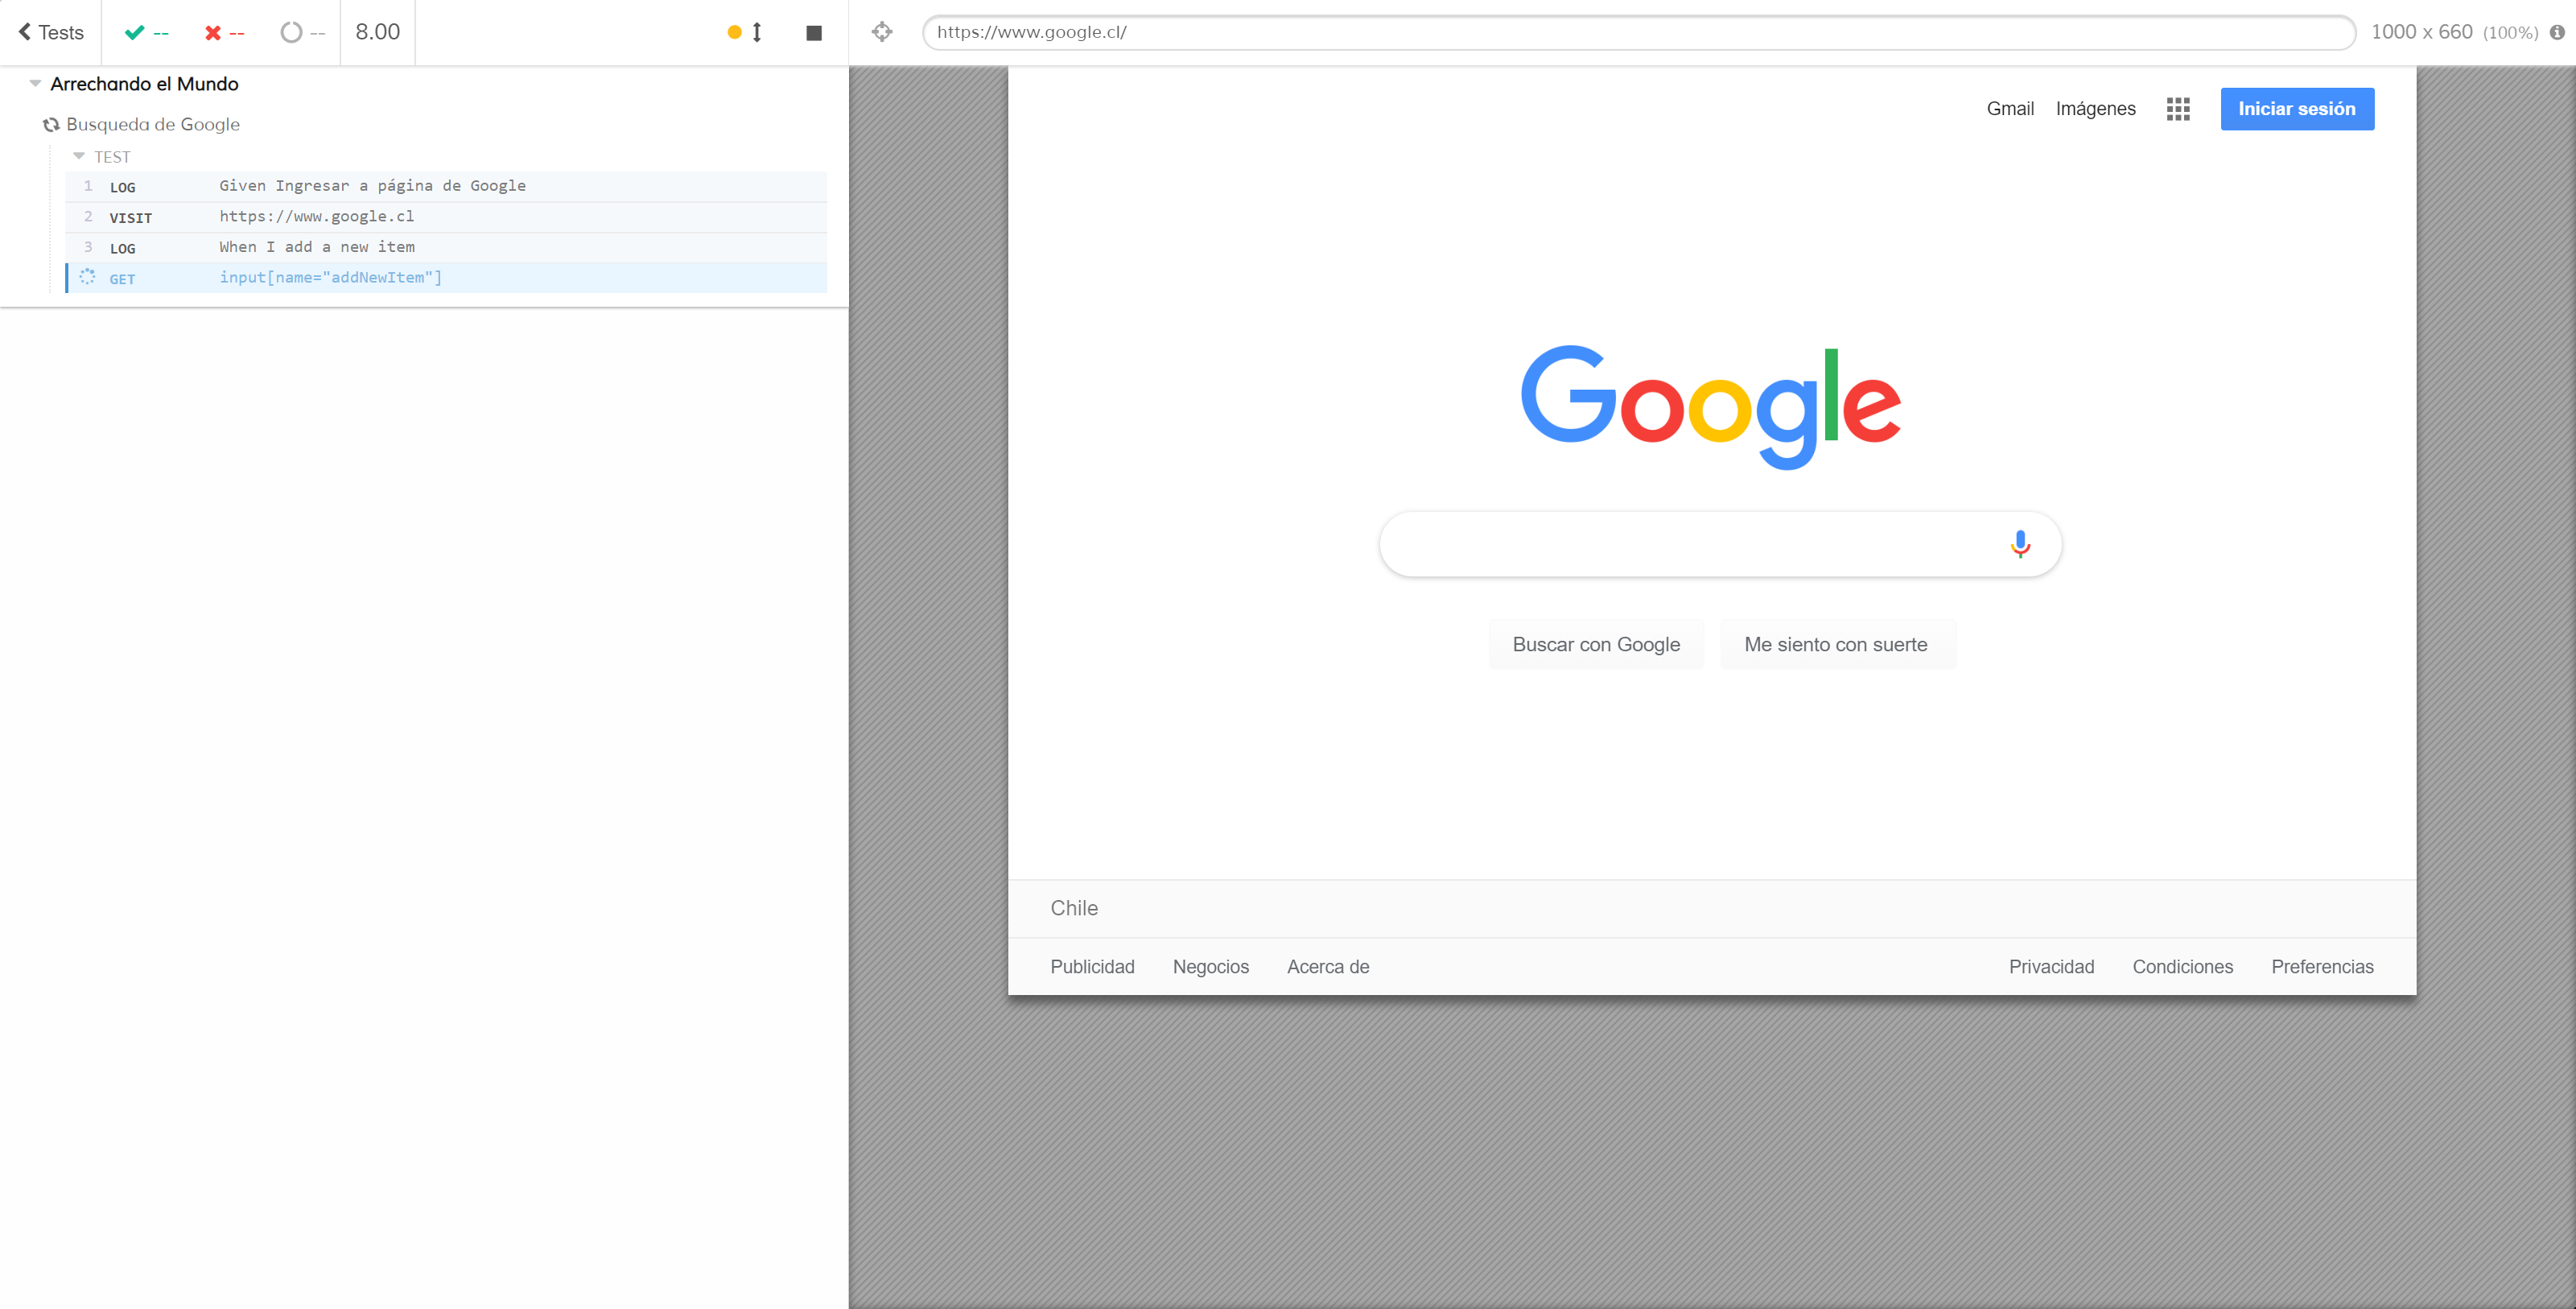 Tests -- -- -- 8.00
https://www.google.cl/ 1000 x 660 (100%)
Arrechando el Mundo
Busqueda de Google
TEST
1 LOG Given Ingresar a página de Google
2 VISIT https://www.google.cl
3 LOG When I add a new item
GET input[name="addNewItem"]
Gmail Imágenes Iniciar sesión
Google
Buscar con Google Me siento con suerte
Chile
Publicidad Negocios Acerca de Privacidad Condiciones Preferencias